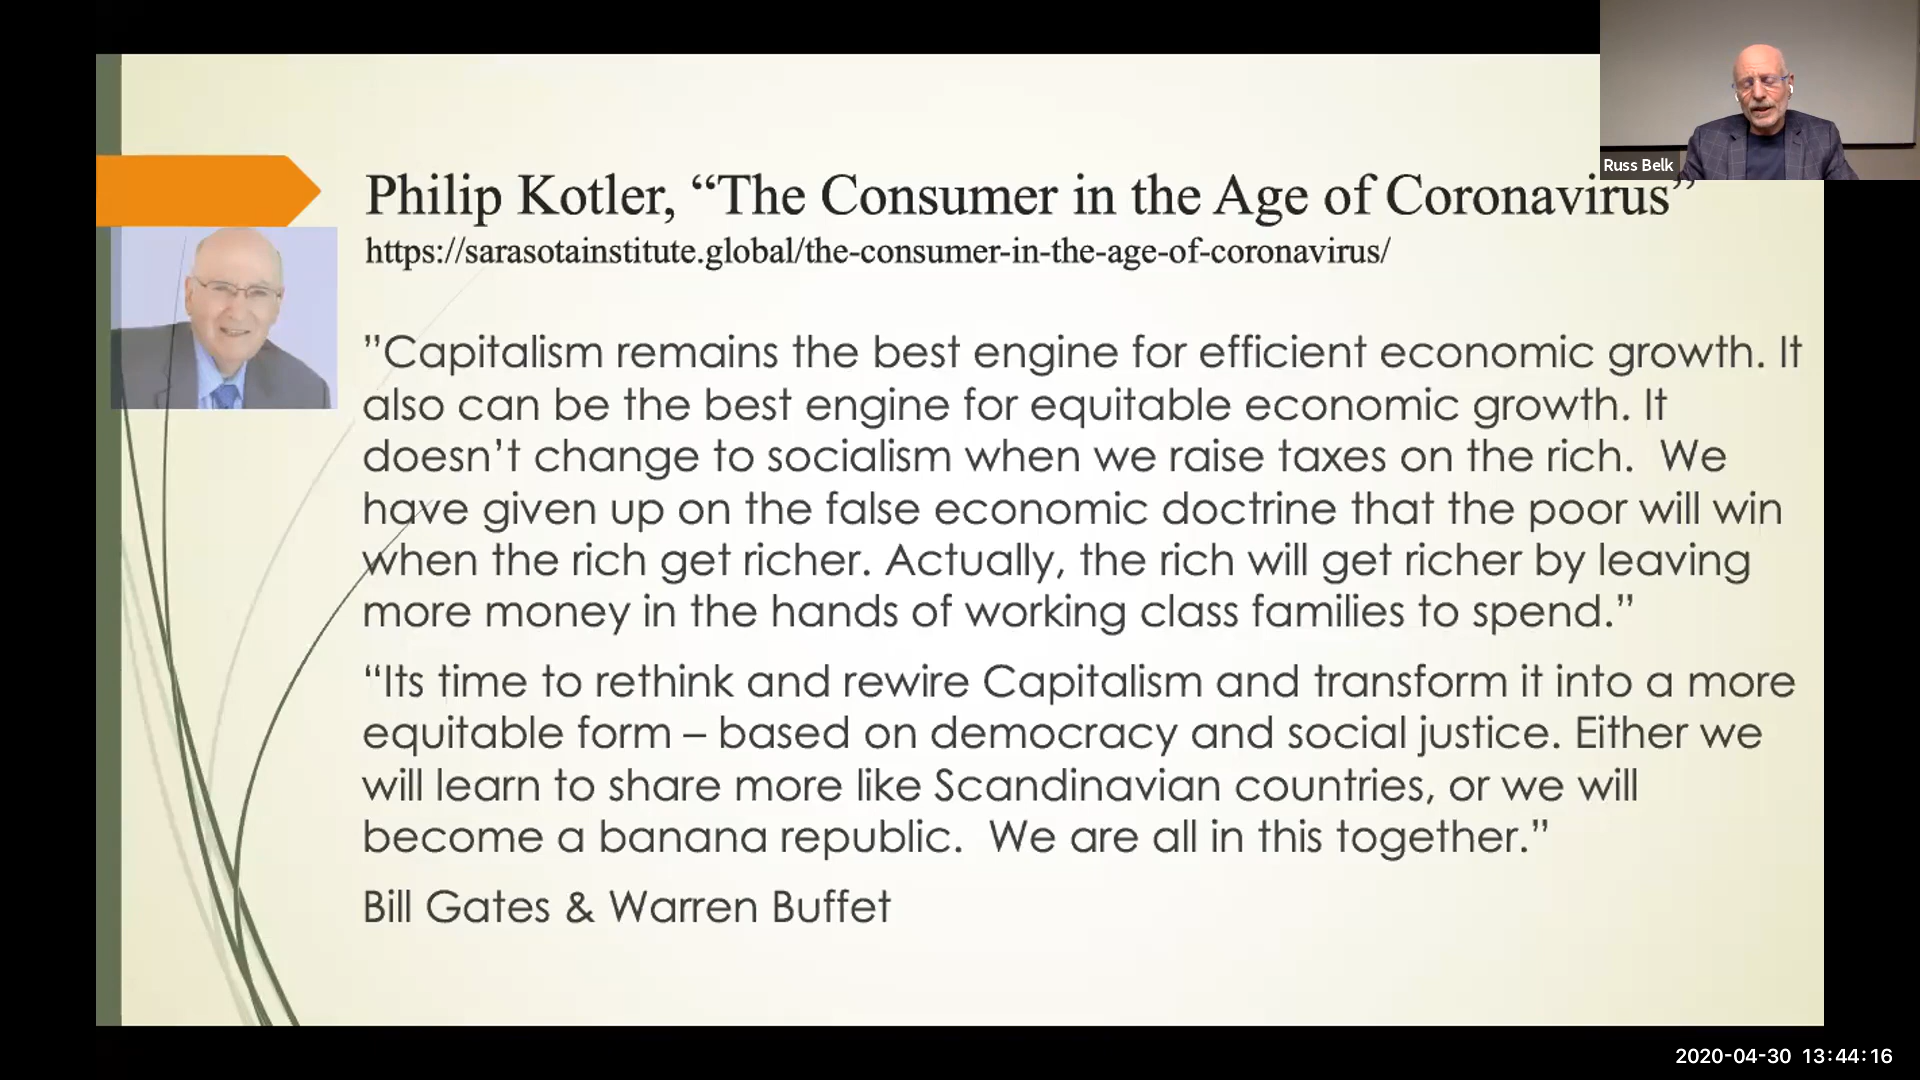 Russ Belk
Philip Kotler, “The Consumer in the Age of Coronavirus”
https://sarasotainstitute.global/the-consumer-in-the-age-of-coronavirus/
”Capitalism remains the best engine for efficient economic growth. It
also can be the best engine for equitable economic growth. It
doesn’t change to socialism when we raise taxes on the rich.  We
have given up on the false economic doctrine that the poor will win
when the rich get richer. Actually, the rich will get richer by leaving
more money in the hands of working class families to spend.”
“Its time to rethink and rewire Capitalism and transform it into a more
equitable form – based on democracy and social justice. Either we
will learn to share more like Scandinavian countries, or we will
become a banana republic.  We are all in this together.”
Bill Gates & Warren Buffet
2020-04-30 13:44:16